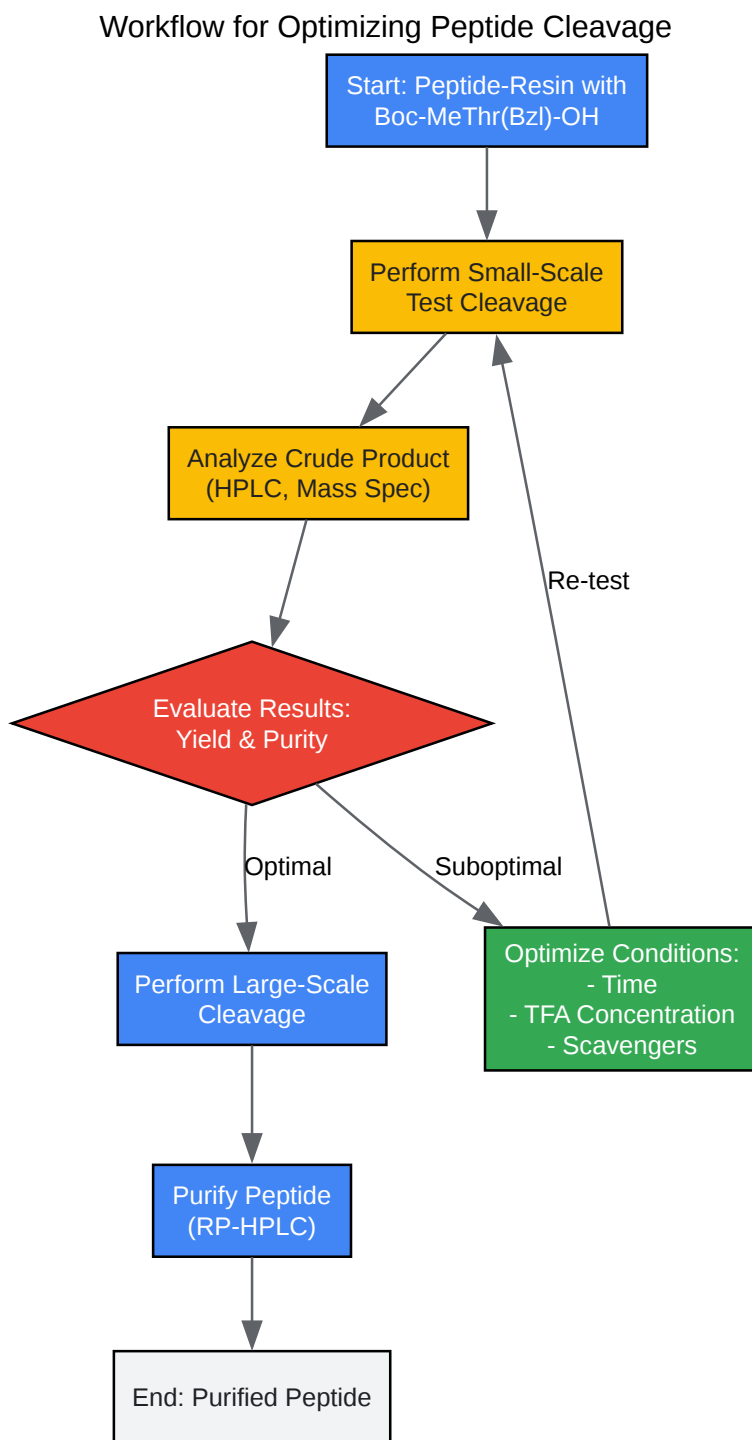 Workflow for Optimizing Peptide Cleavage
Start: Peptide-Resin with
Boc-MeThr(Bzl)-OH
Perform Small-Scale
Test Cleavage
Analyze Crude Product
(HPLC, Mass Spec)
Re-test
Evaluate Results:
Yield & Purity
Optimal
Suboptimal
Optimize Conditions:
- Time
- TFA Concentration
- Scavengers
Perform Large-Scale
Cleavage
Purify Peptide
(RP-HPLC)
End: Purified Peptide